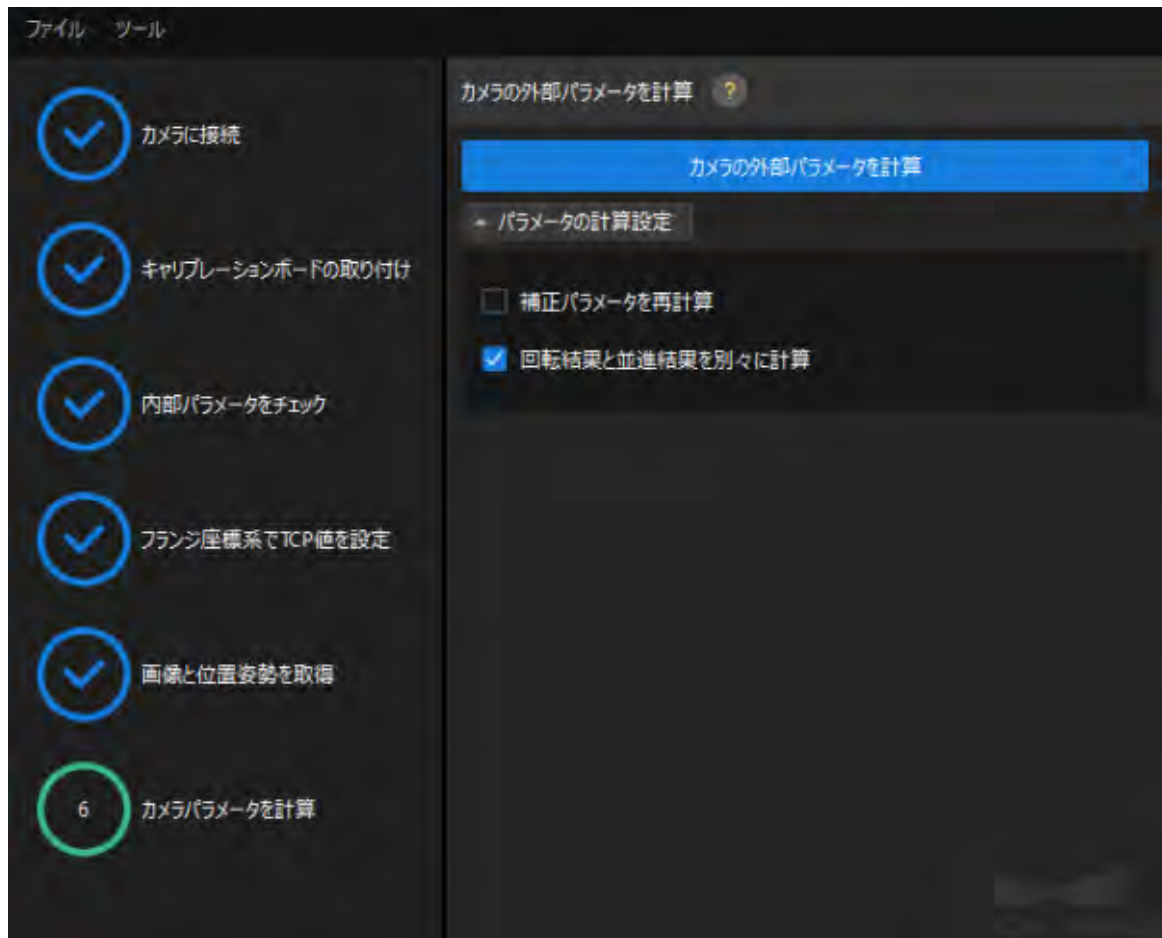 ファイル ツール
カメラに接続
キャリブレーションボードの取り付け
内部パラメータをチェック
フランジ座標系でTCP値を設定
画像と位置姿勢を取得
6 カメラパラメータを計算
カメラの外部パラメータを計算 ?
カメラの外部パラメータを計算
パラメータの計算設定
補正パラメータを再計算
回転結果と並進結果を別々に計算